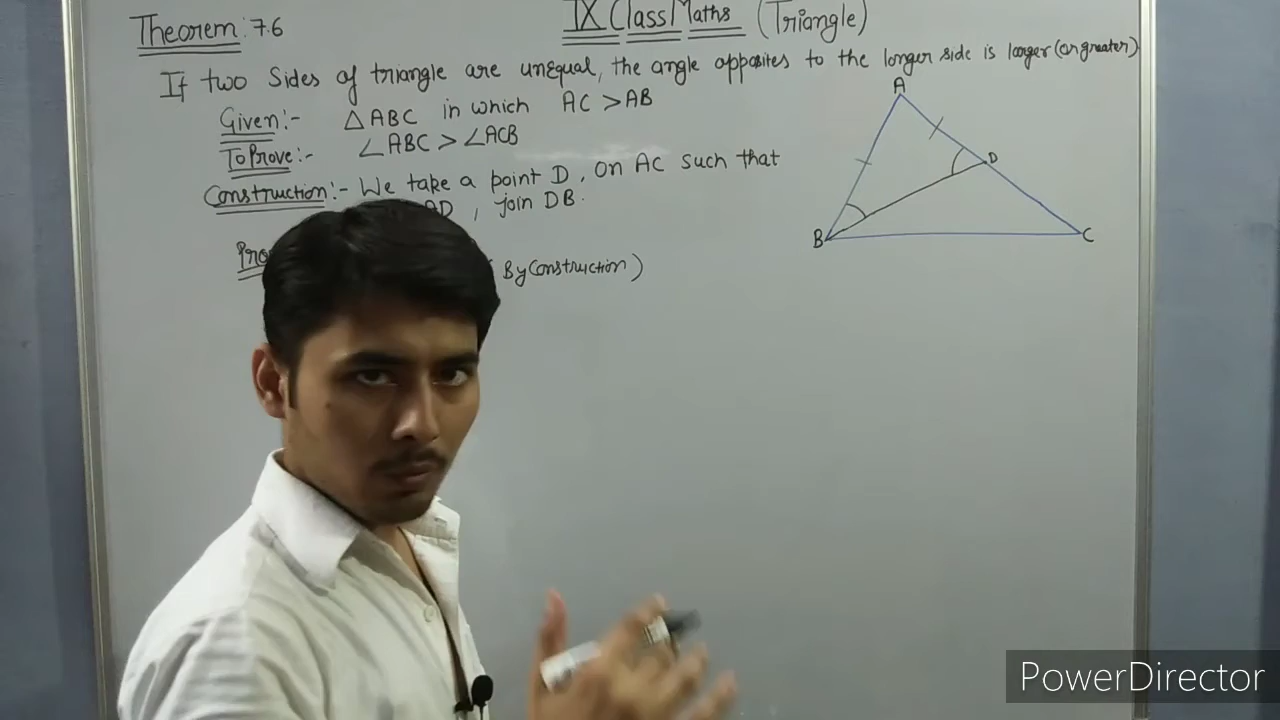 IX Class Maths (Triangle)
Theorem: 7.6
If two Sides of triangle are unequal, the angle opposites to the longer side is larger (or greater)
Given:- △ABC in which AC > AB
To Prove:- ∠ABC > ∠ACB
Construction:- We take a point D, on AC such that
AD, join DB.
(By Construction)
A
D
B
C
PowerDirector